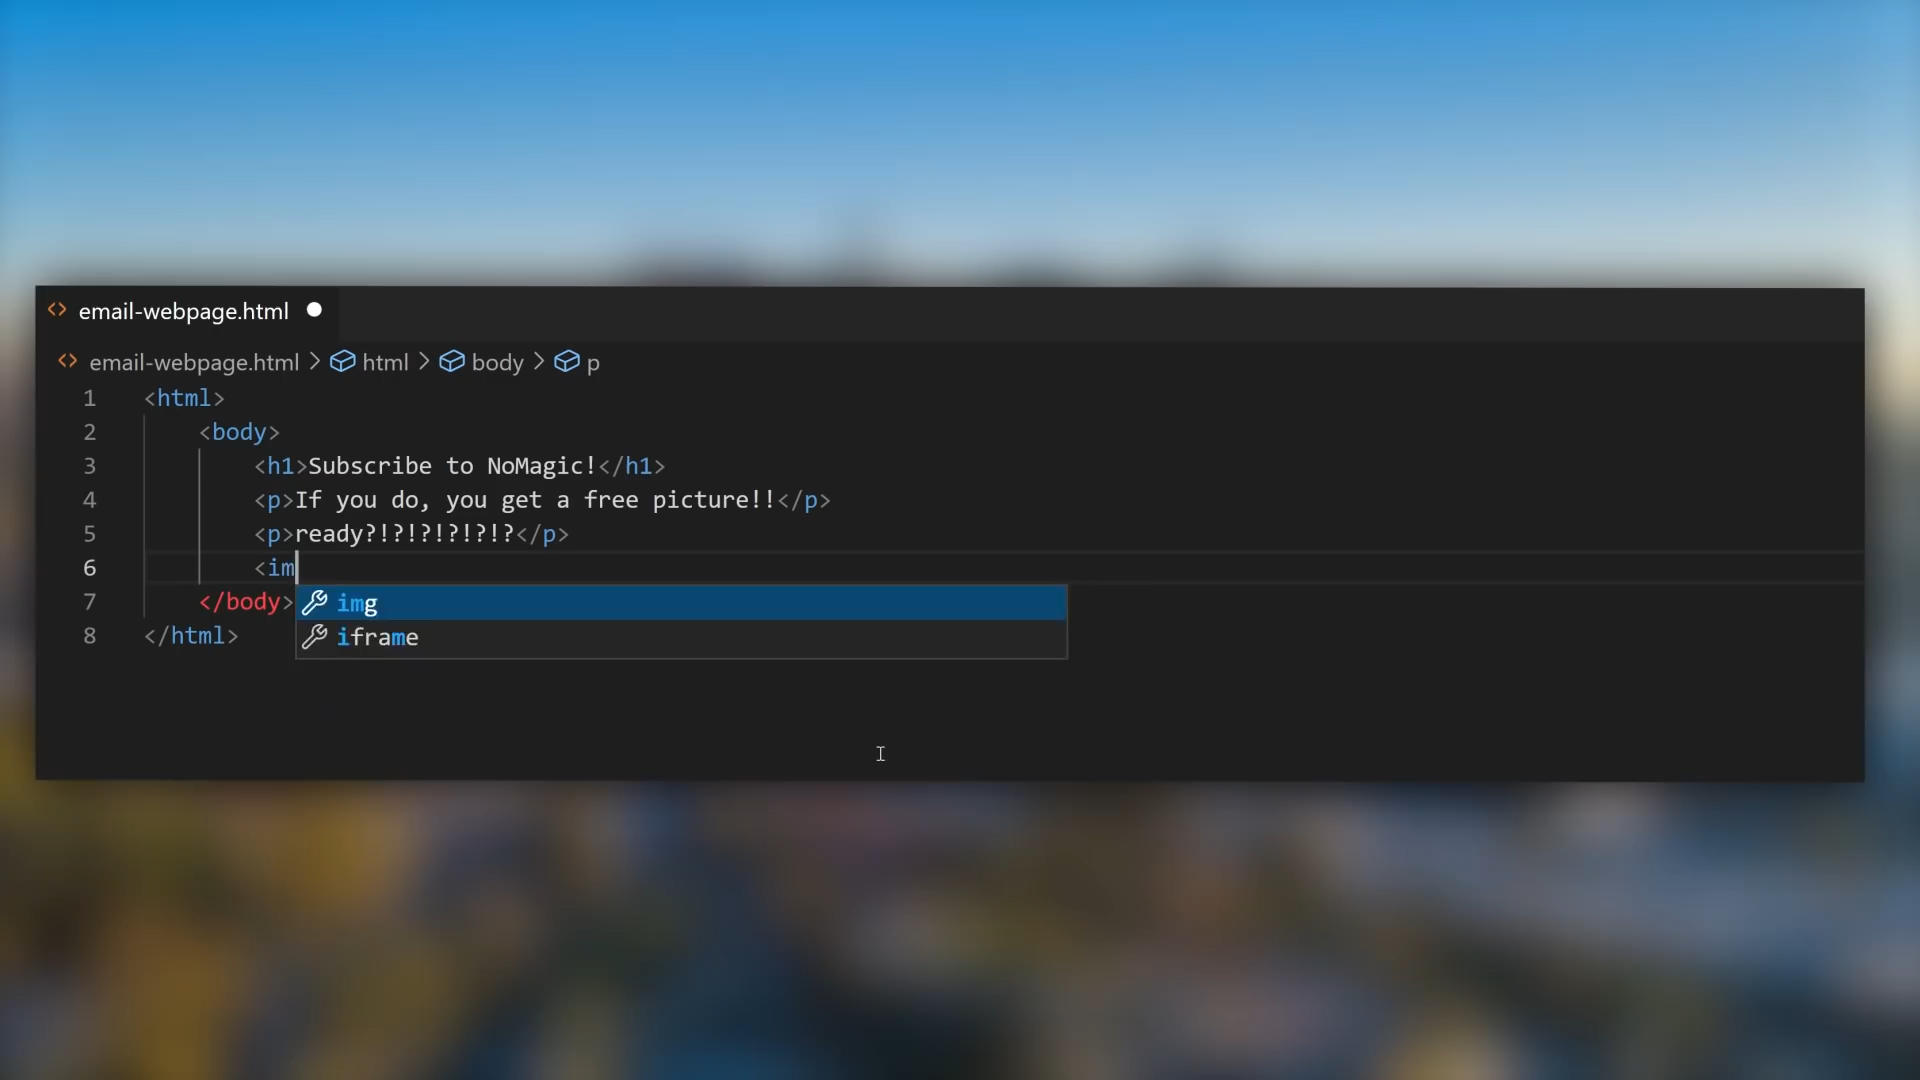 email-webpage.html
email-webpage.html > html > body > p
1 <html>
2 <body>
3 <h1>Subscribe to NoMagic!</h1>
4 <p>If you do, you get a free picture!!</p>
5 <p>ready?!?!?!?!?!?</p>
6 <im
7 </body>
img
8 </html>
iframe